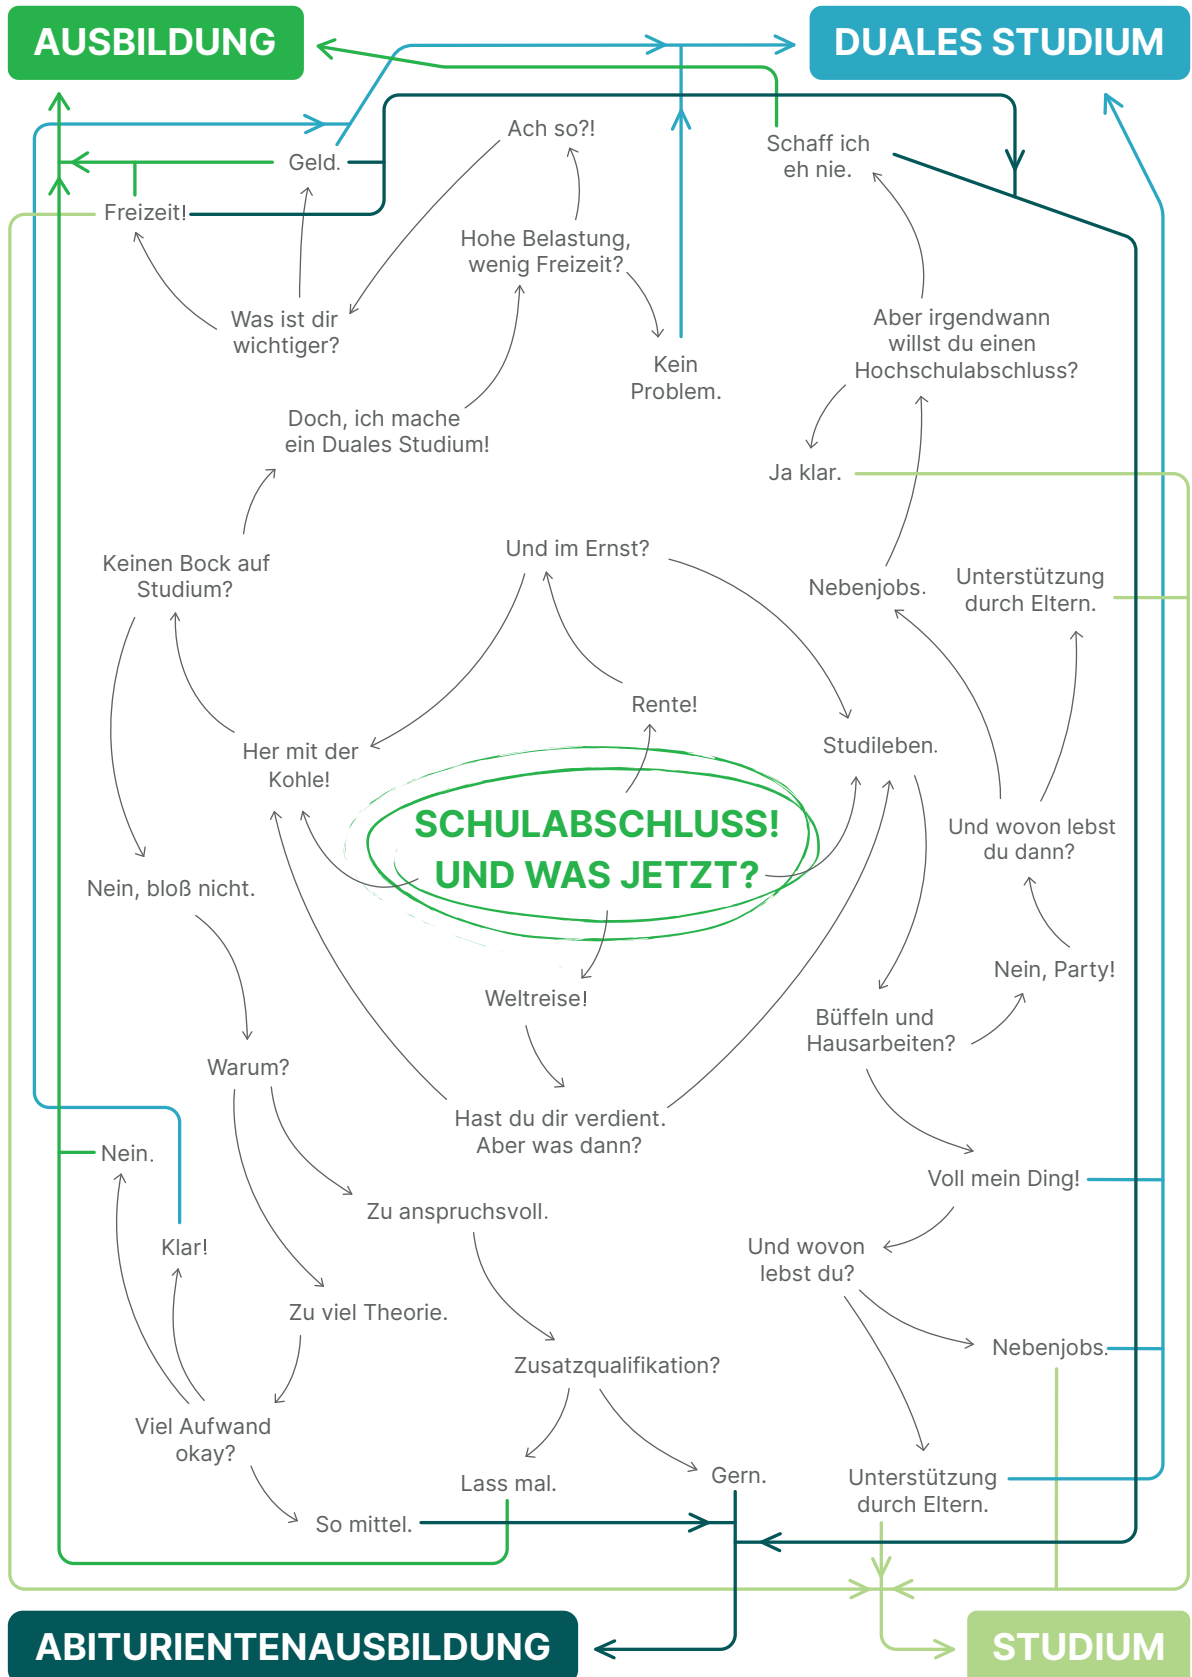 AUSBILDUNG
DUALES STUDIUM
Ach so?!
Schaff ich
eh nie.
Geld.
Freizeit!
Hohe Belastung,
wenig Freizeit?
Was ist dir
wichtiger?
Aber irgendwann
willst du einen
Hochschulabschluss?
Kein
Problem.
Doch, ich mache
ein Duales Studium!
Ja klar.
Keinen Bock auf
Studium?
Und im Ernst?
Nebenjobs.
Unterstützung
durch Eltern.
Rente!
Her mit der
Kohle!
Studileben.
SCHULABSCHLUSS!
UND WAS JETZT?
Und wovon lebst
du dann?
Nein, bloß nicht.
Nein, Party!
Weltreise!
Büffeln und
Hausarbeiten?
Warum?
Hast du dir verdient.
Aber was dann?
Nein.
Voll mein Ding!
Zu anspruchsvoll.
Klar!
Und wovon
lebst du?
Zu viel Theorie.
Nebenjobs.
Zusatzqualifikation?
Viel Aufwand
okay?
Lass mal.
Gern.
Unterstützung
durch Eltern.
So mittel.
ABITURIENTENAUSBILDUNG
STUDIUM